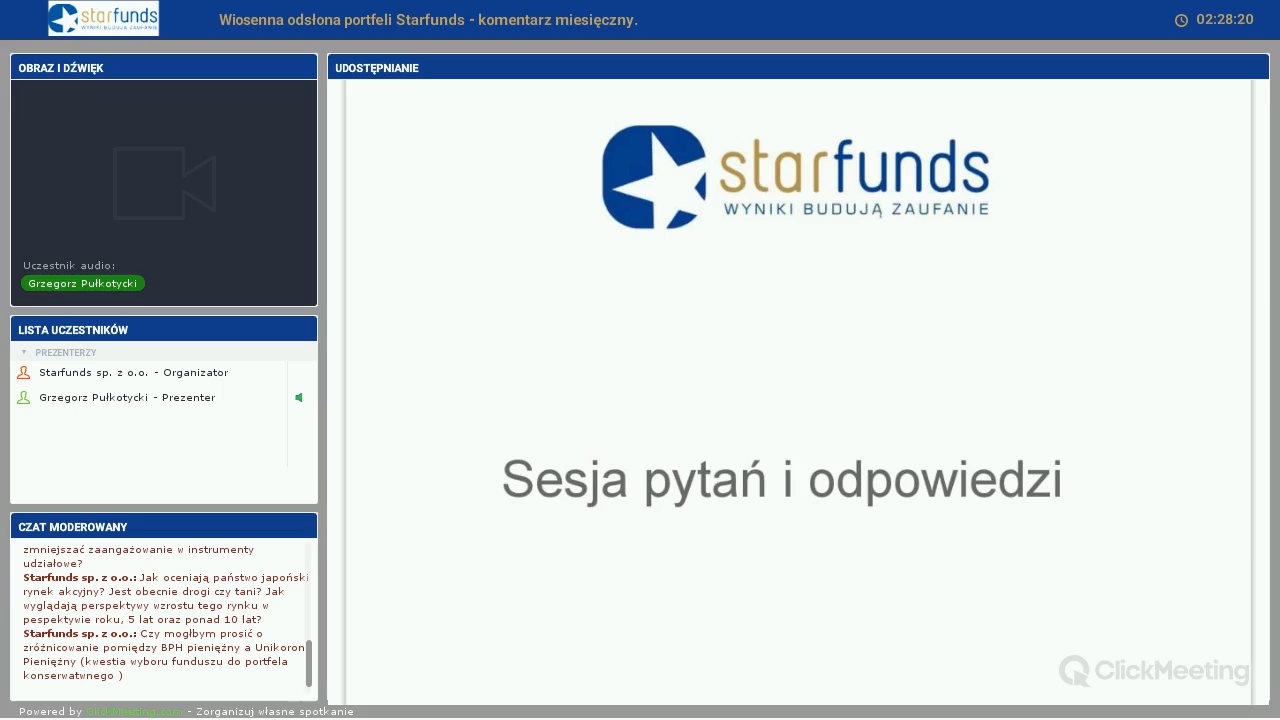 starfunds
WYNIKI BUDUJĄ ZAUFANIE
Wiosenna odsłona portfeli Starfunds - komentarz miesięczny.
02:28:20
OBRAZ I DŹWIĘK
Uczestnik audio:
Grzegorz Pułkotycki
LISTA UCZESTNIKÓW
PREZENTERZY
Starfunds sp. z o.o. - Organizator
Grzegorz Pułkotycki - Prezenter
CZAT MODEROWANY
zmniejszać zaangażowanie w instrumenty
udziałowe?
Starfunds sp. z o.o.: Jak oceniają państwo japoński
rynek akcyjny? Jest obecnie drogi czy tani? Jak
wyglądają perspektywy wzrostu tego rynku w
pespektywie roku, 5 lat oraz ponad 10 lat?
Starfunds sp. z o.o.: Czy mogłbym prosić o
zróżnicowanie pomiędzy BPH pieniężny a Unikoron
Pieniężny (kwestia wyboru funduszu do portfela
konserwatwnego )
Powered by ClickMeeting.com - Zorganizuj własne spotkanie
UDOSTĘPNIANIE
starfunds
WYNIKI BUDUJĄ ZAUFANIE
Sesja pytań i odpowiedzi
ClickMeeting